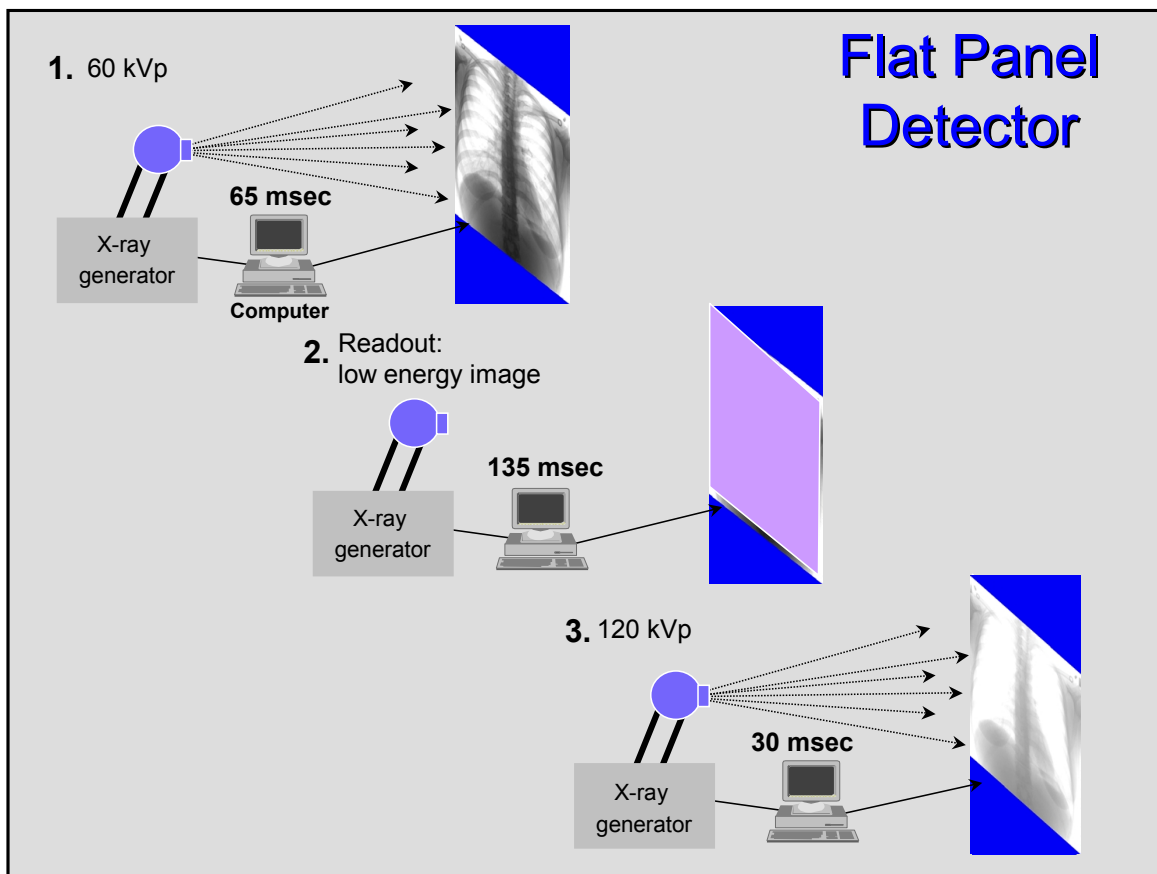 Flat Panel
Detector
1. 60 kVp
65 msec
X-ray
generator
Computer
2. Readout:
low energy image
135 msec
X-ray
generator
3. 120 kVp
30 msec
X-ray
generator